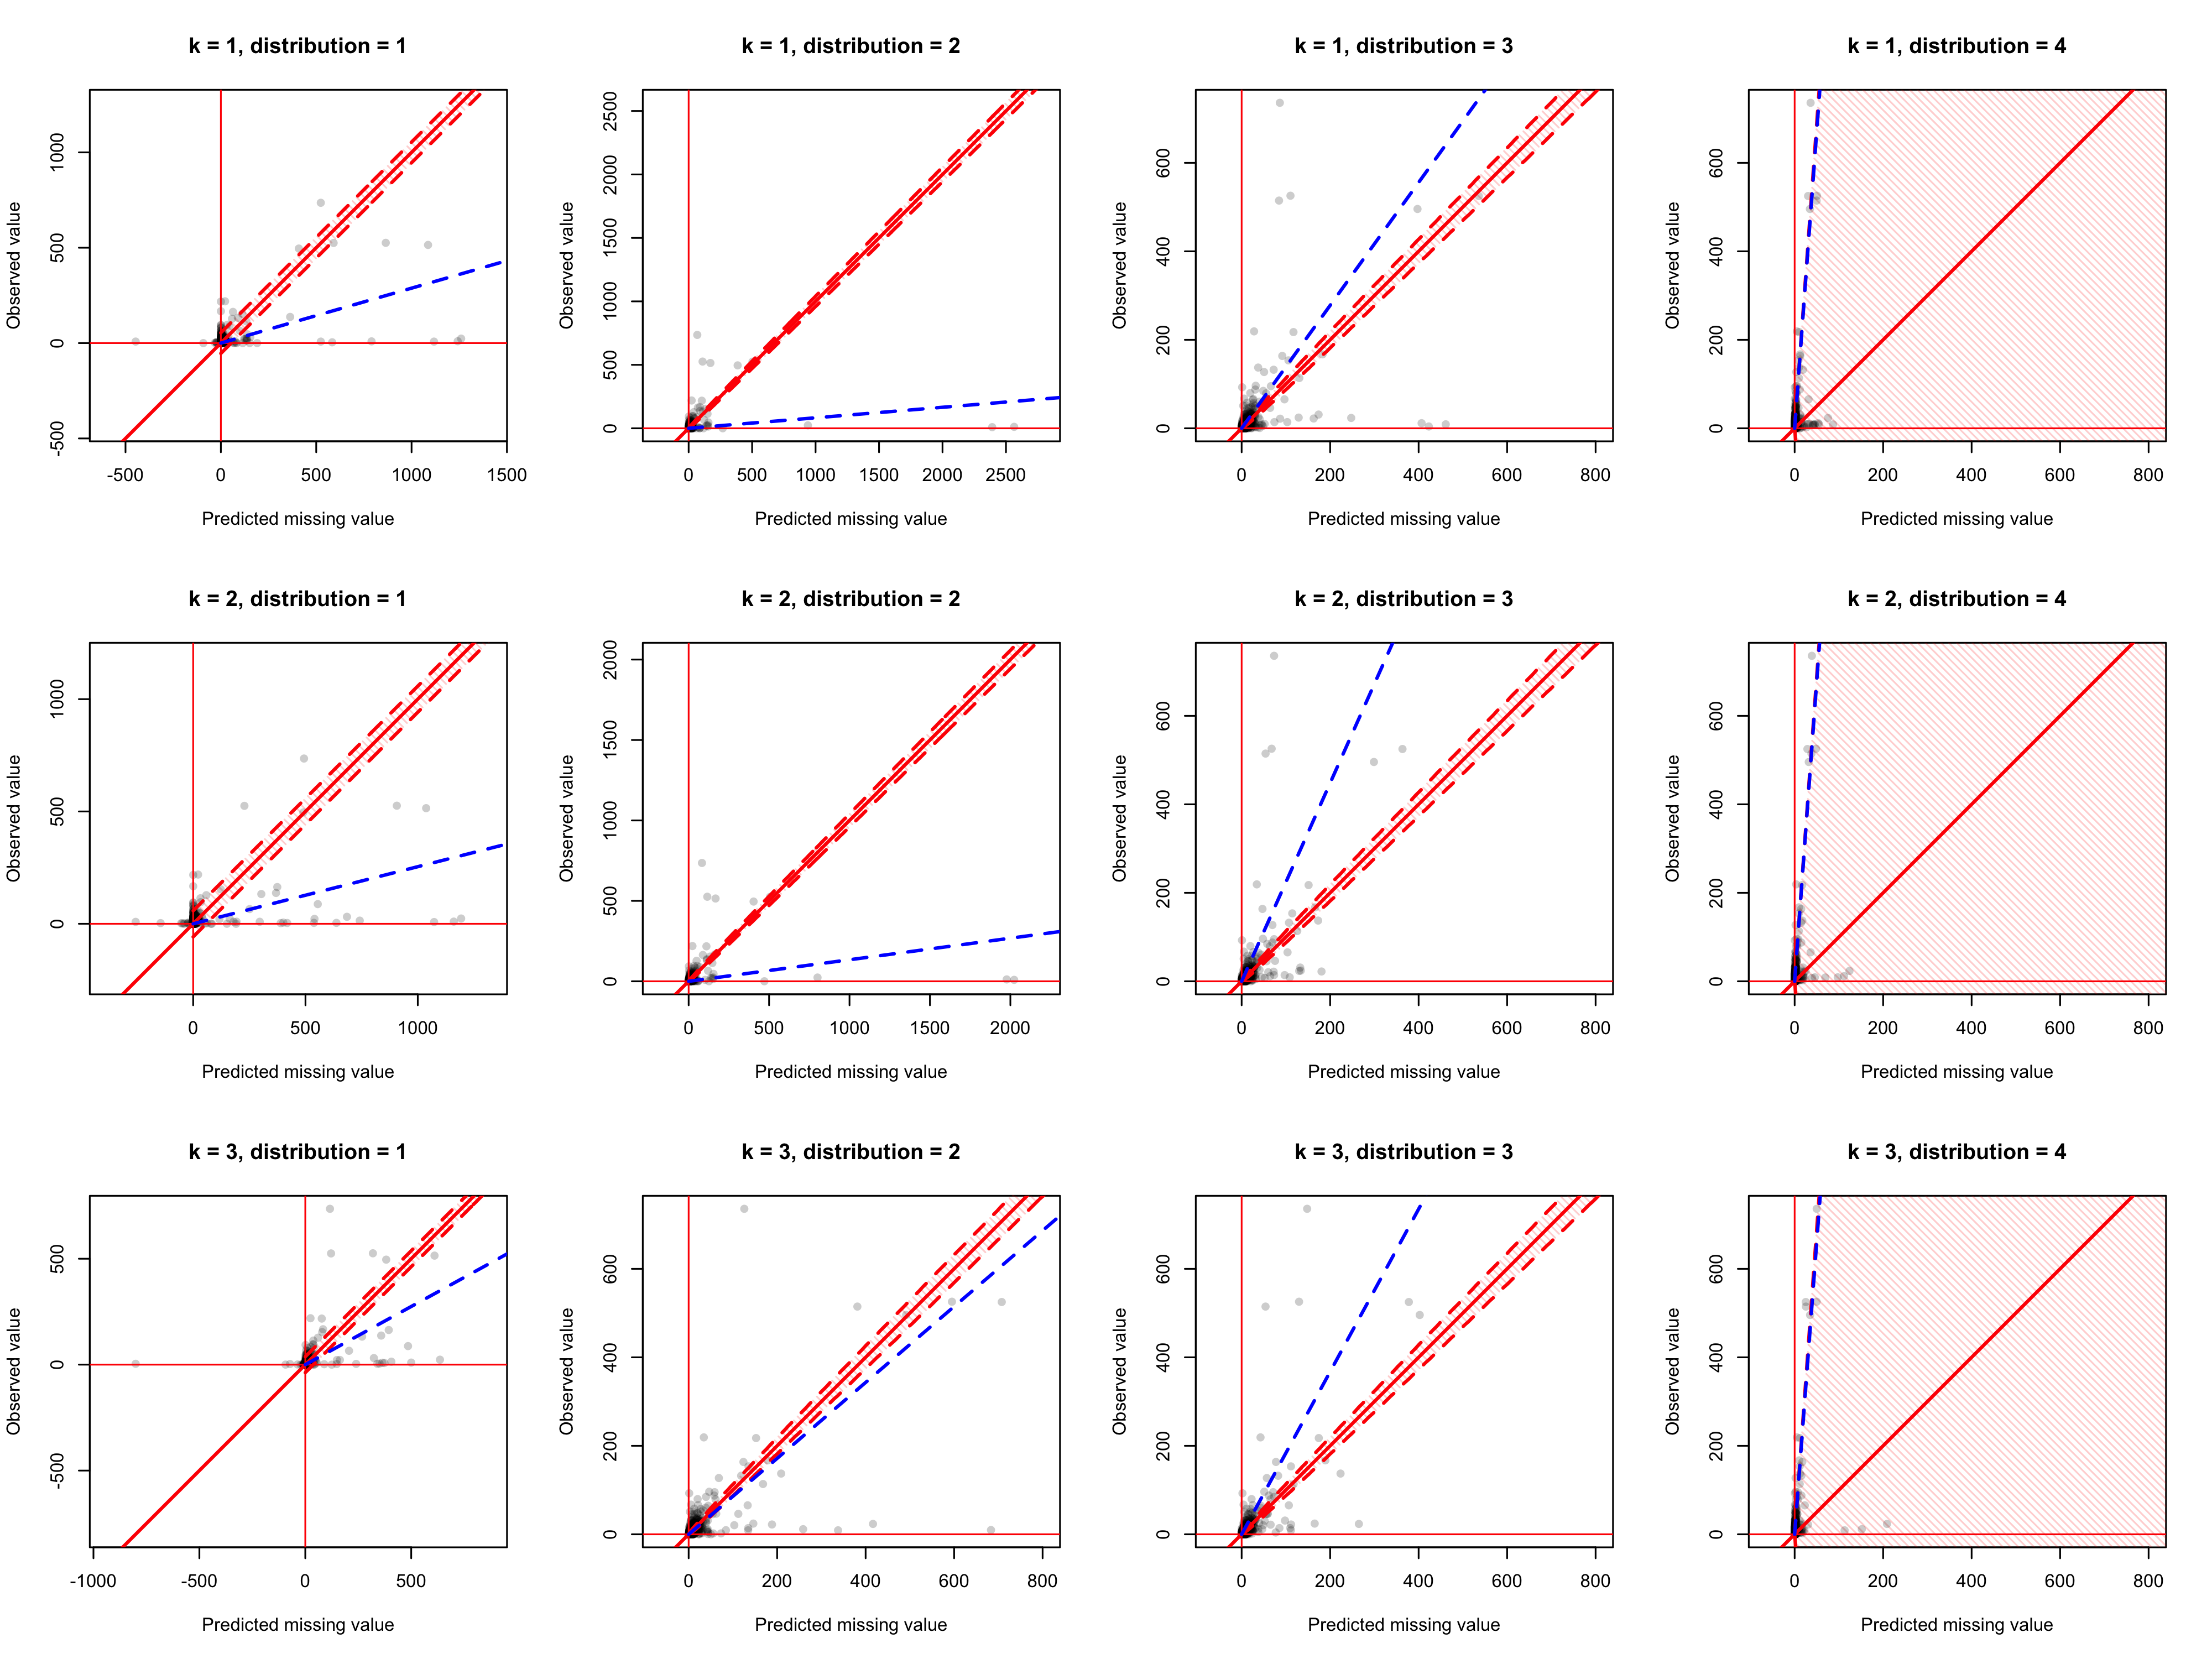 k = 1, distribution = 1
Observed value
-500 0 500 1000
-500 0 500 1000 1500
Predicted missing value
k = 1, distribution = 2
Observed value
0 500 1000 1500 2000 2500
0 500 1000 1500 2000 2500
Predicted missing value
k = 1, distribution = 3
Observed value
0 200 400 600
0 200 400 600 800
Predicted missing value
k = 1, distribution = 4
Observed value
0 200 400 600
0 200 400 600 800
Predicted missing value
k = 2, distribution = 1
Observed value
0 500 1000
0 500 1000
Predicted missing value
k = 2, distribution = 2
Observed value
0 500 1000 1500 2000
0 500 1000 1500 2000
Predicted missing value
k = 2, distribution = 3
Observed value
0 200 400 600
0 200 400 600 800
Predicted missing value
k = 2, distribution = 4
Observed value
0 200 400 600
0 200 400 600 800
Predicted missing value
k = 3, distribution = 1
Observed value
-500 0 500
-1000 -500 0 500
Predicted missing value
k = 3, distribution = 2
Observed value
0 200 400 600
0 200 400 600 800
Predicted missing value
k = 3, distribution = 3
Observed value
0 200 400 600
0 200 400 600 800
Predicted missing value
k = 3, distribution = 4
Observed value
0 200 400 600
0 200 400 600 800
Predicted missing value